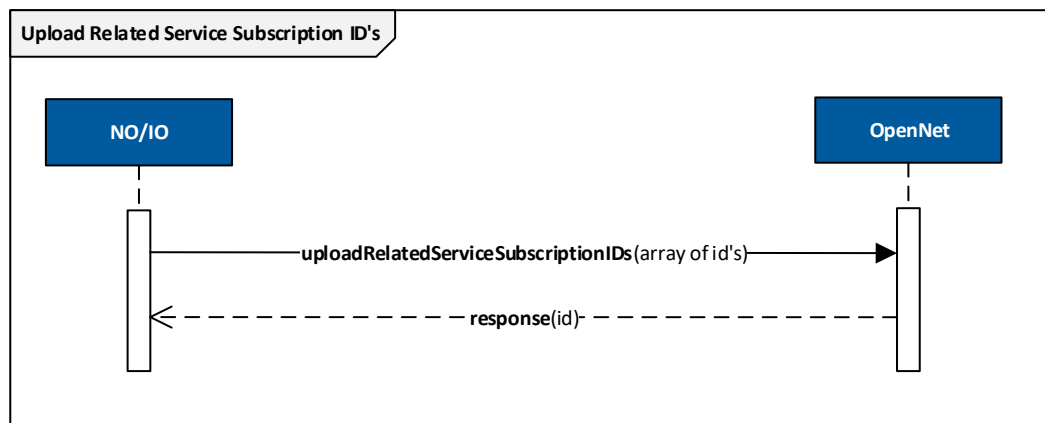 Upload Related Service Subscription ID's
NO/IO
OpenNet
uploadRelatedServiceSubscriptionIDs(array of id's)
response(id)